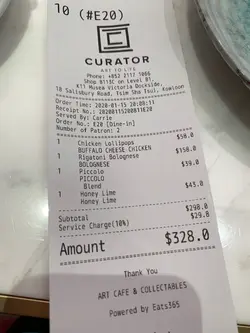 10 (#E20)
CURATOR
ART TO LIFE
Phone: +852 2117 1066
Shop B113C on Level B1,
K11 Musea Victoria Dockside,
18 Salisbury Road, Tsim Sha Tsui, Kowloon
Order Time: 2020-01-15 20:08:11
Receipt No.: 20200115200811E20
Served By: Carrie
Order No.: E20 [Dine-in]
Number of Patron: 2
1 Chicken Lollipops $58.0
BUFFALO CHEESE CHICKEN
1 Rigatoni Bolognese $158.0
BOLOGNESE
1 Piccolo $39.0
PICCOLO
Blend
1 Honey Lime $43.0
Honey Lime
Subtotal $298.0
Service Charge(10%) $29.8
Amount $328.0
Thank You
ART CAFE & COLLECTABLES
Powered by Eats365